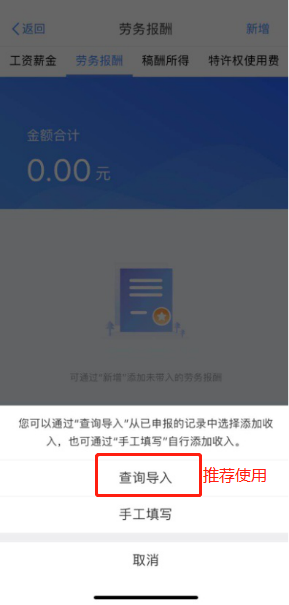 返回 劳务报酬 新增
工资薪金 劳务报酬 稿酬所得 特许权使用费
金额合计
0.00 元
可通过“新增”添加未带入的劳务报酬
您可以通过“查询导入”从已申报的记录中选择添加收
入，也可通过“手工填写”自行添加收入。
查询导入 推荐使用
手工填写
取消